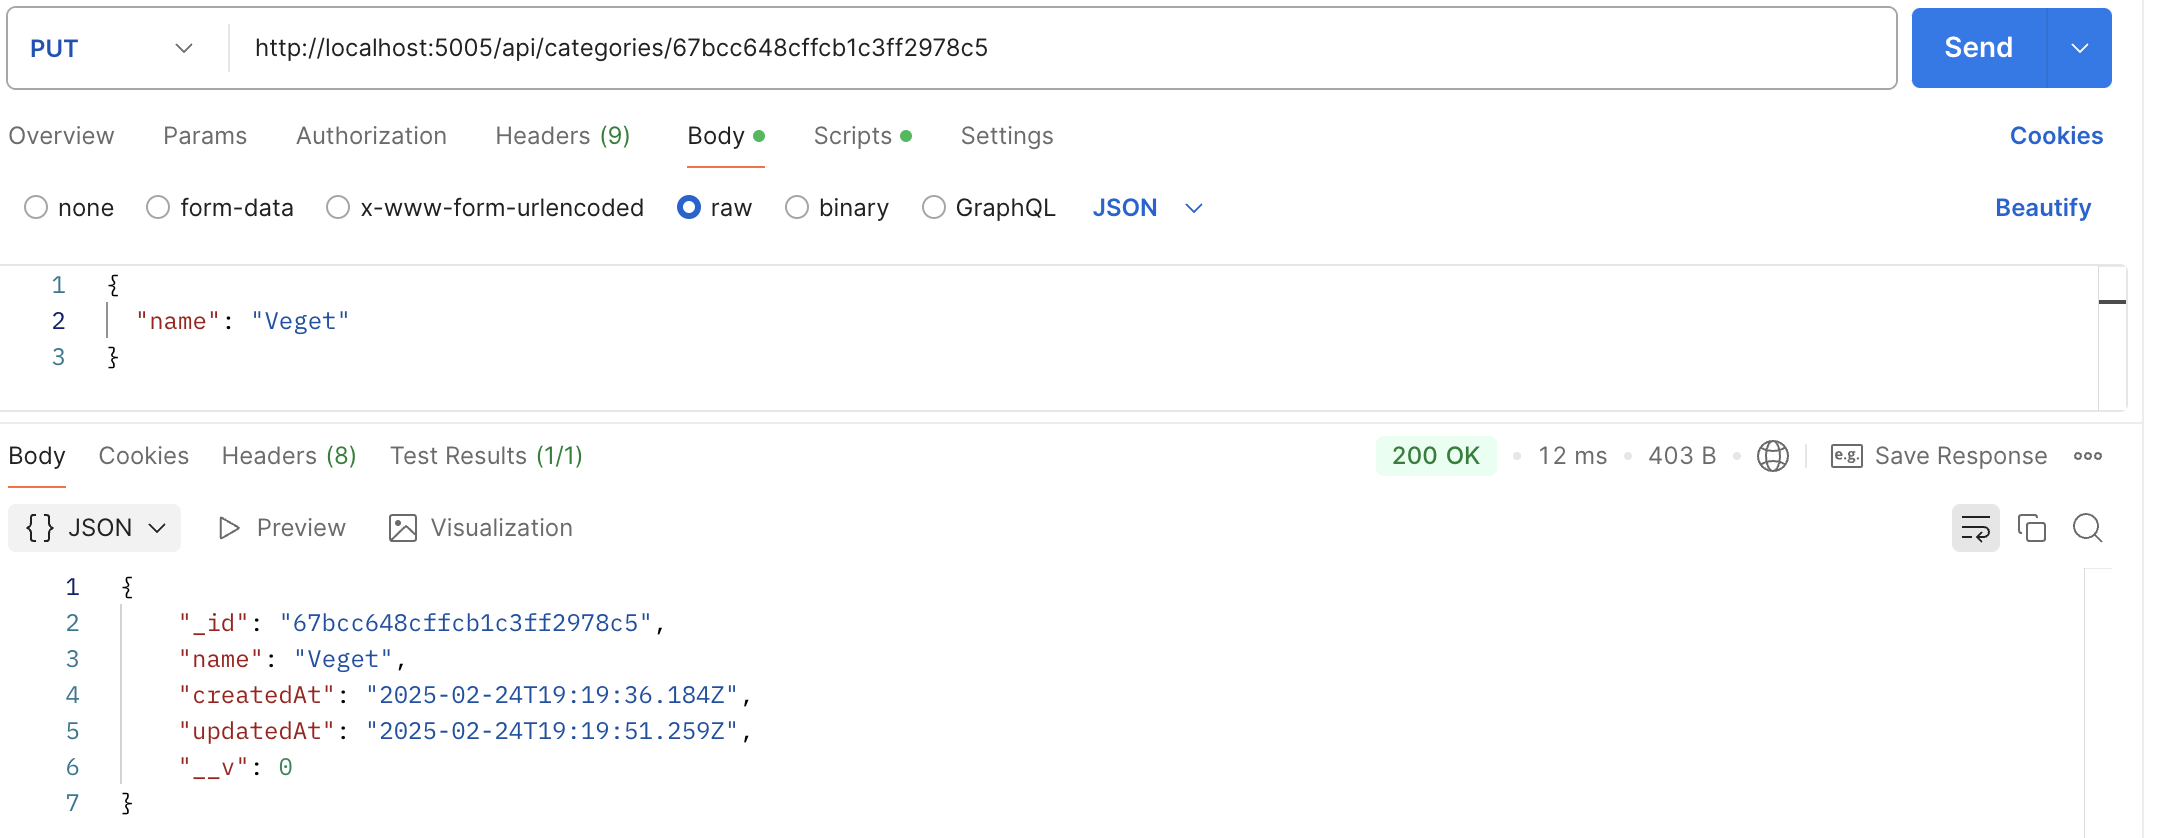 PUT http://localhost:5005/api/categories/67bcc648cffcb1c3ff2978c5 Send
Overview Params Authorization Headers (9) Body Scripts Settings Cookies
none form-data x-www-form-urlencoded raw binary GraphQL JSON Beautify
1 {
2 "name": "Veget"
3 }
Body Cookies Headers (8) Test Results (1/1) 200 OK 12 ms 403 B e.g. Save Response
{} JSON Preview Visualization
1 {
2 "_id": "67bcc648cffcb1c3ff2978c5",
3 "name": "Veget",
4 "createdAt": "2025-02-24T19:19:36.184Z",
5 "updatedAt": "2025-02-24T19:19:51.259Z",
6 "__v": 0
7 }